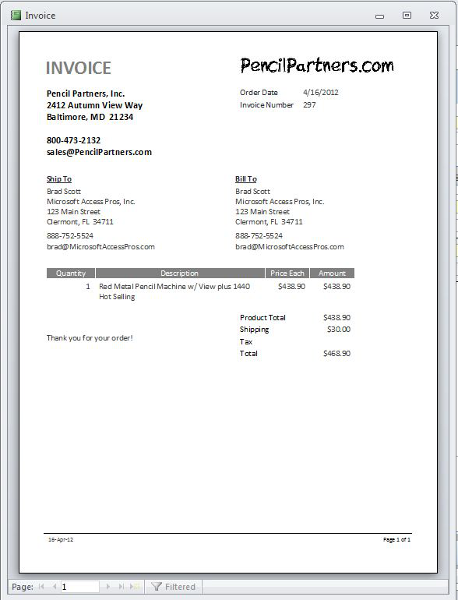 Invoice
INVOICE
PencilPartners.com
Pencil Partners, Inc.
2412 Autumn View Way
Baltimore, MD 21234
Order Date 4/16/2012
Invoice Number 297
800-473-2132
sales@PencilPartners.com
Ship To
Brad Scott
Microsoft Access Pros, Inc.
123 Main Street
Clermont, FL 34711
888-752-5524
brad@MicrosoftAccessPros.com
Bill To
Brad Scott
Microsoft Access Pros, Inc.
123 Main Street
Clermont, FL 34711
888-752-5524
brad@MicrosoftAccessPros.com
Quantity Description Price Each Amount
1 Red Metal Pencil Machine w/ View plus 1440 $438.90 $438.90
Hot Selling
Product Total $438.90
Shipping $30.00
Thank you for your order!
Tax
Total $468.90
16-Apr-12 Page 1 of 1
Page: 1 Filtered